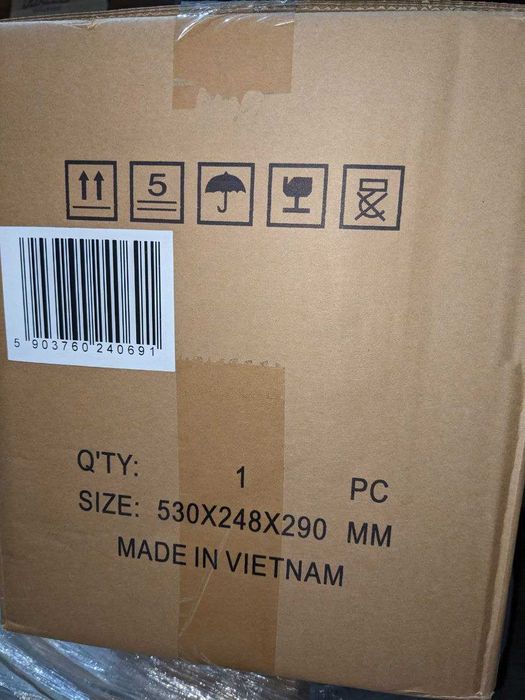 5
5 903760 240691
Q'TY: 1 PC
SIZE: 530X248X290 MM
MADE IN VIETNAM